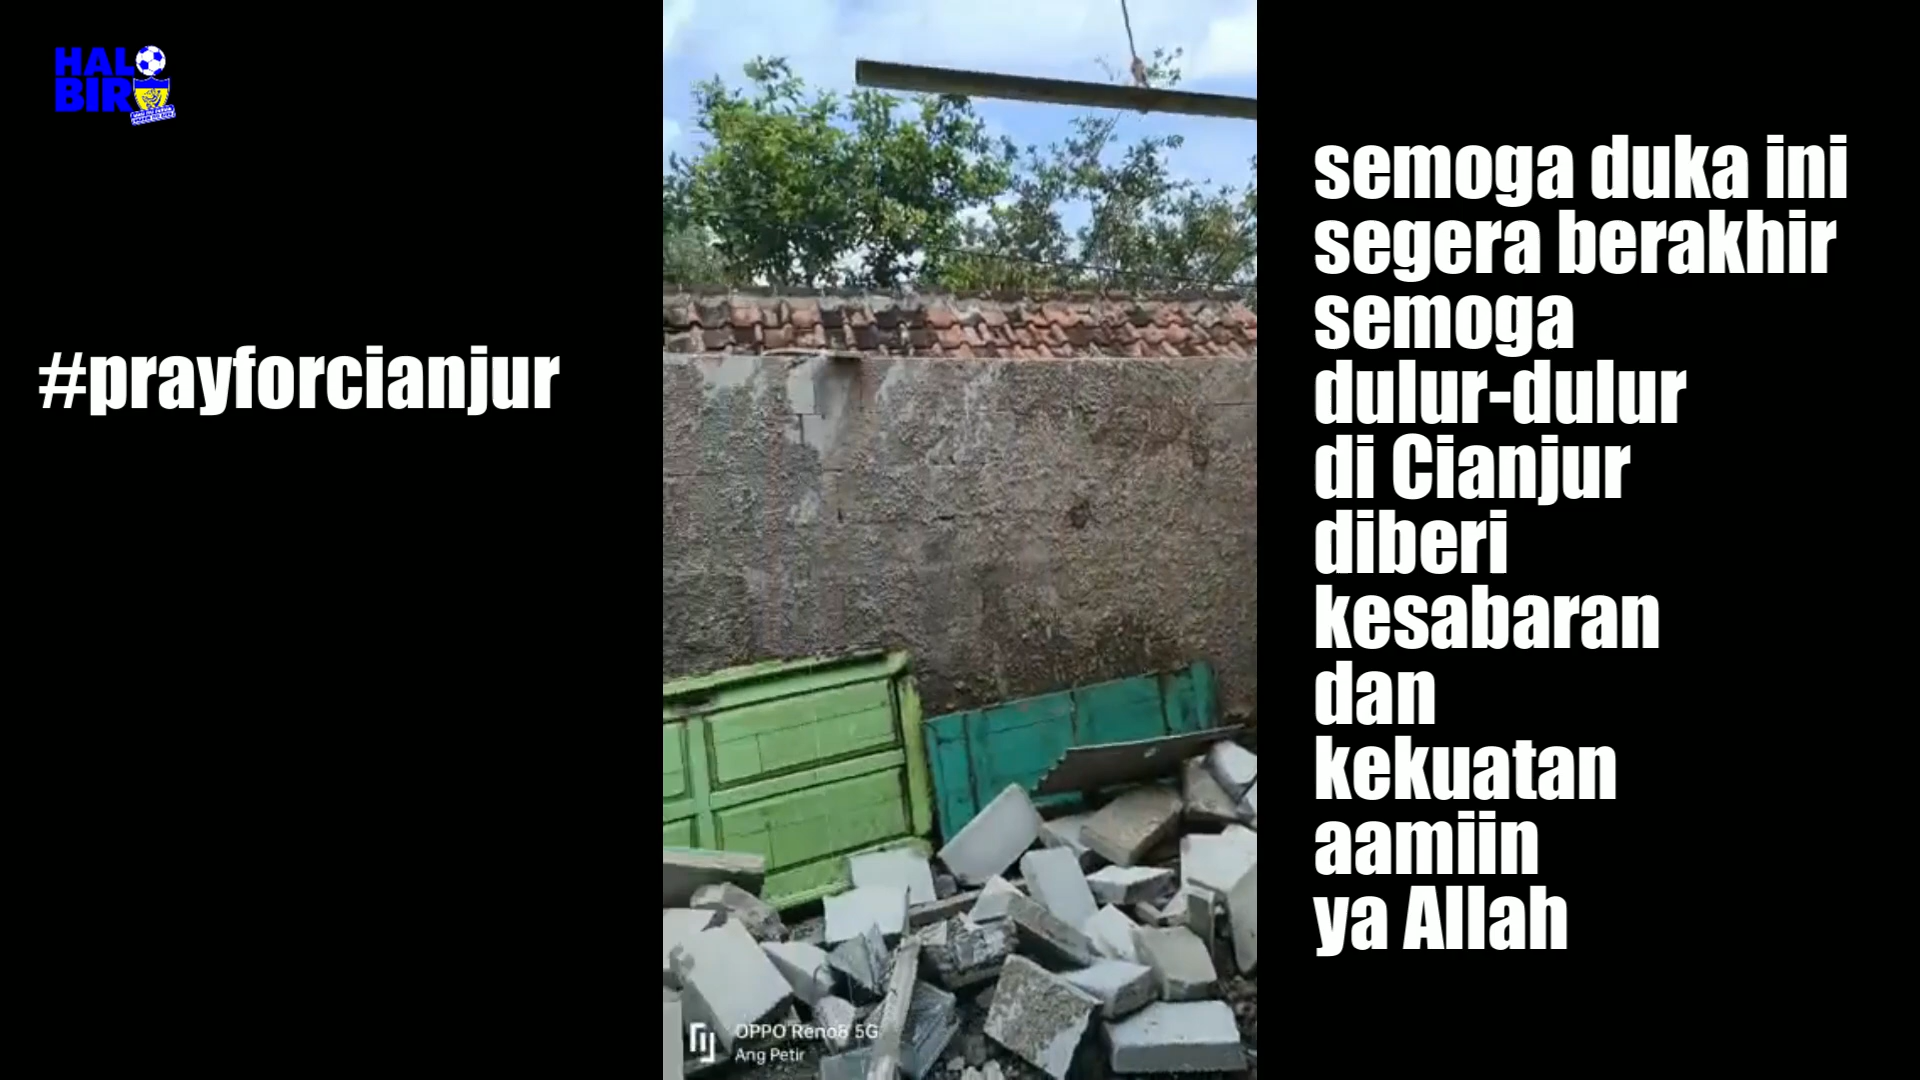 HALO
BIRU
#prayforcianjur
semoga duka ini
segera berakhir
semoga
dulur-dulur
di Cianjur
diberi
kesabaran
dan
kekuatan
aamiin
ya Allah
OPPO Reno8 5G
Ang Petir